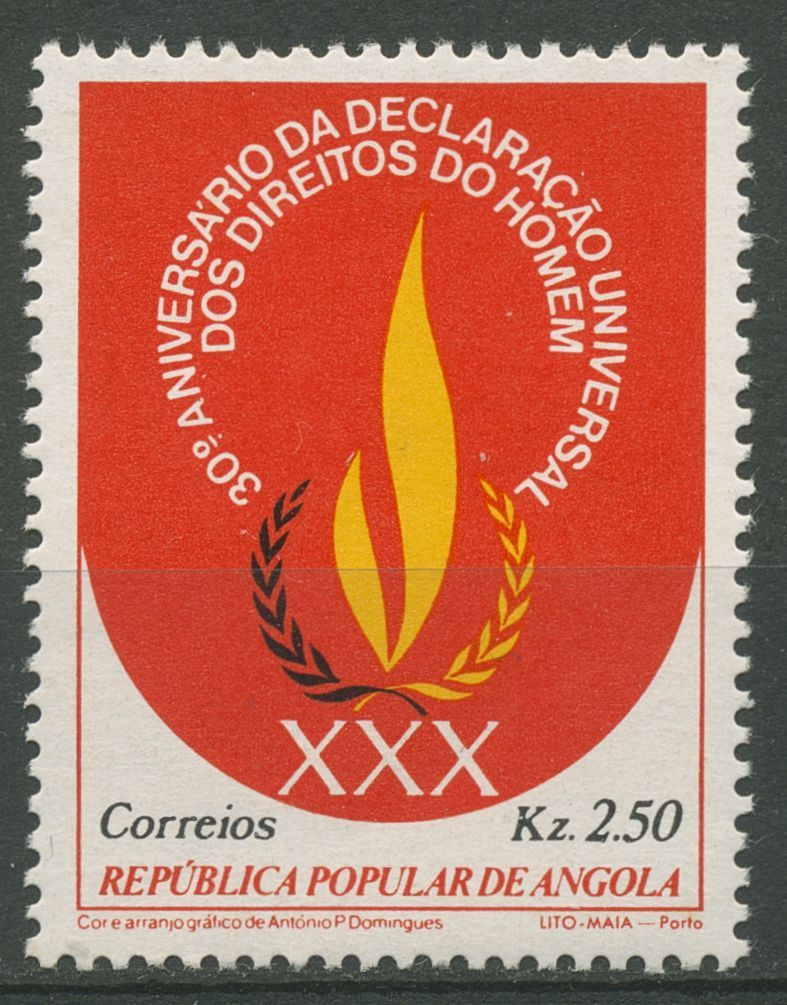 30º ANIVERSÁRIO DA DECLARAÇÃO UNIVERSAL
DOS DIREITOS DO HOMEM
XXX
Correios Kz. 2.50
REPÚBLICA POPULAR DE ANGOLA
Cor e arranjo gráfico de António P Domingues LITO-MAIA — Porto